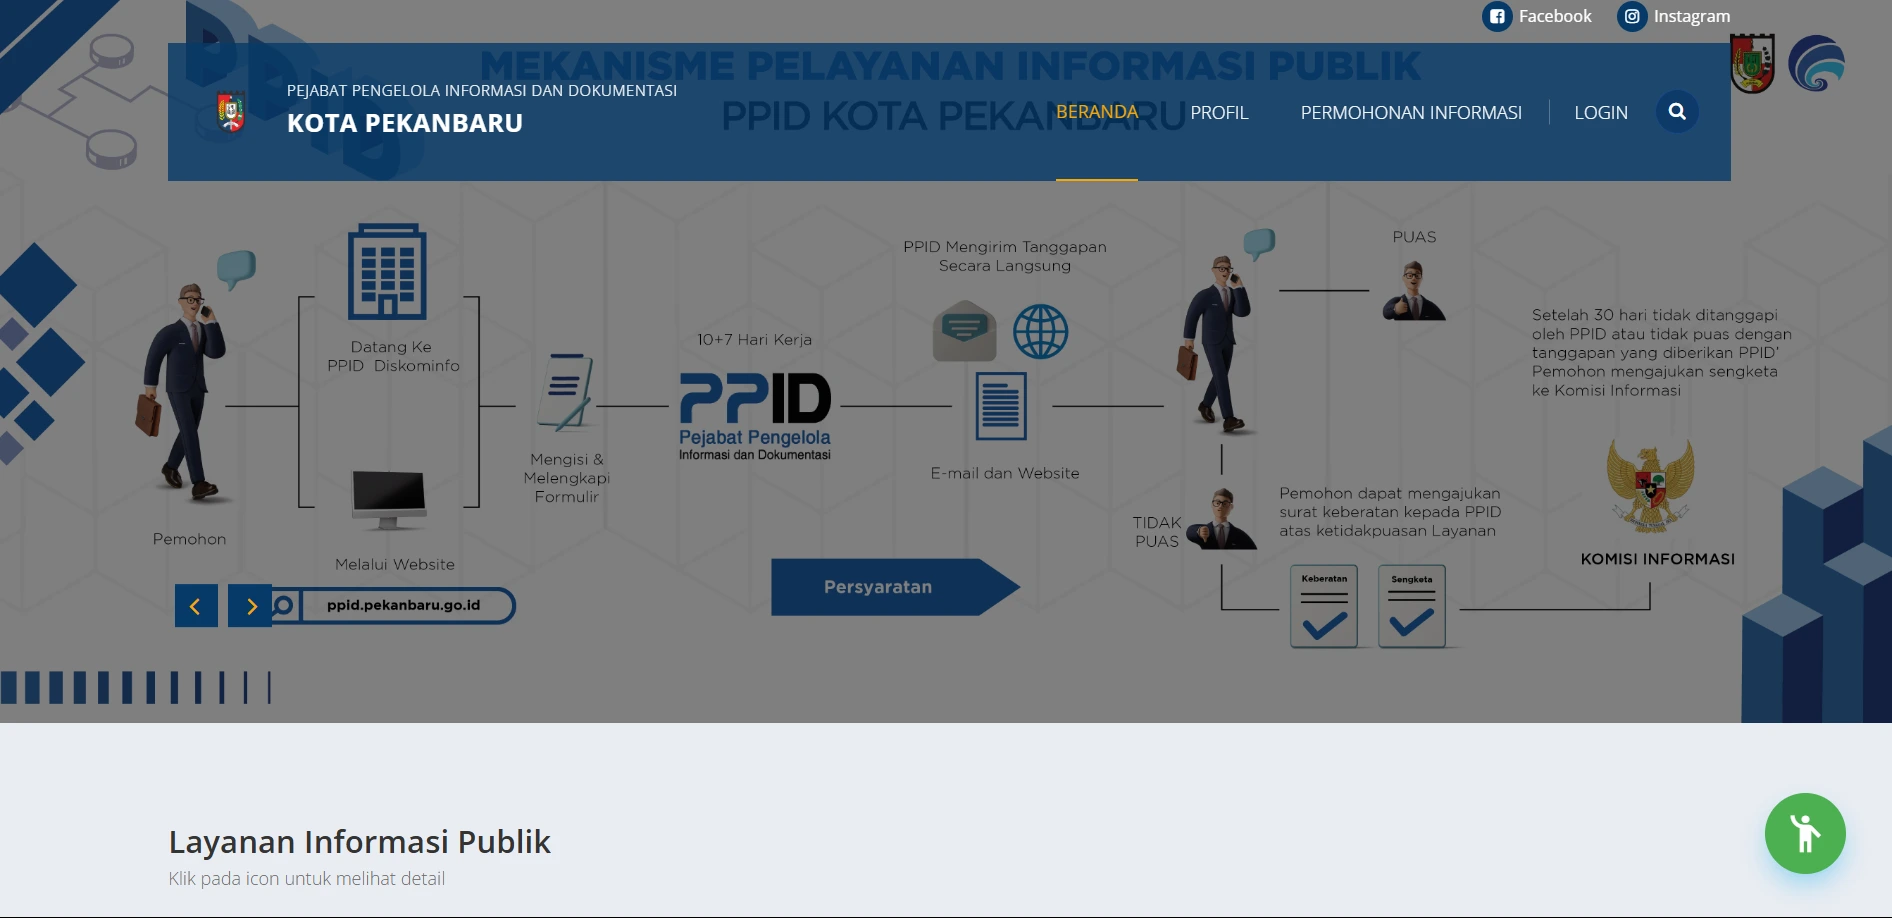 Facebook
Instagram
MEKANISME PELAYANAN INFORMASI PUBLIK
PPID KOTA PEKANBARU
PPID
PEJABAT PENGELOLA INFORMASI DAN DOKUMENTASI
KOTA PEKANBARU
BERANDA
PROFIL
PERMOHONAN INFORMASI
LOGIN
Pemohon
Datang Ke
PPID Diskominfo
Melalui Website
ppid.pekanbaru.go.id
Mengisi &
Melengkapi
Formulir
10+7 Hari Kerja
PPID
Pejabat Pengelola
Informasi dan Dokumentasi
PPID Mengirim Tanggapan
Secara Langsung
E-mail dan Website
Persyaratan
PUAS
TIDAK
PUAS
Pemohon dapat mengajukan
surat keberatan kepada PPID
atas ketidakpuasan Layanan
Keberatan
Sengketa
Setelah 30 hari tidak ditanggapi
oleh PPID atau tidak puas dengan
tanggapan yang diberikan PPID'
Pemohon mengajukan sengketa
ke Komisi Informasi
KOMISI INFORMASI
Layanan Informasi Publik
Klik pada icon untuk melihat detail